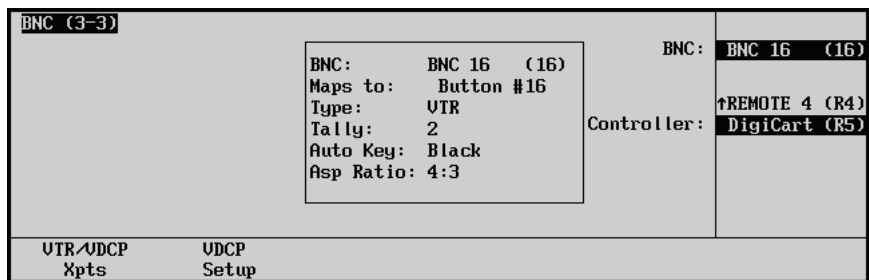 BNC (3-3)
BNC: BNC 16 (16)
Maps to: Button #16
Type: VTR
Tally: 2
Auto Key: Black
Asp Ratio: 4:3
BNC: BNC 16 (16)
↑REMOTE 4 (R4)
Controller: DigiCart (R5)
VTR/VDCP Xpts
VDCP Setup